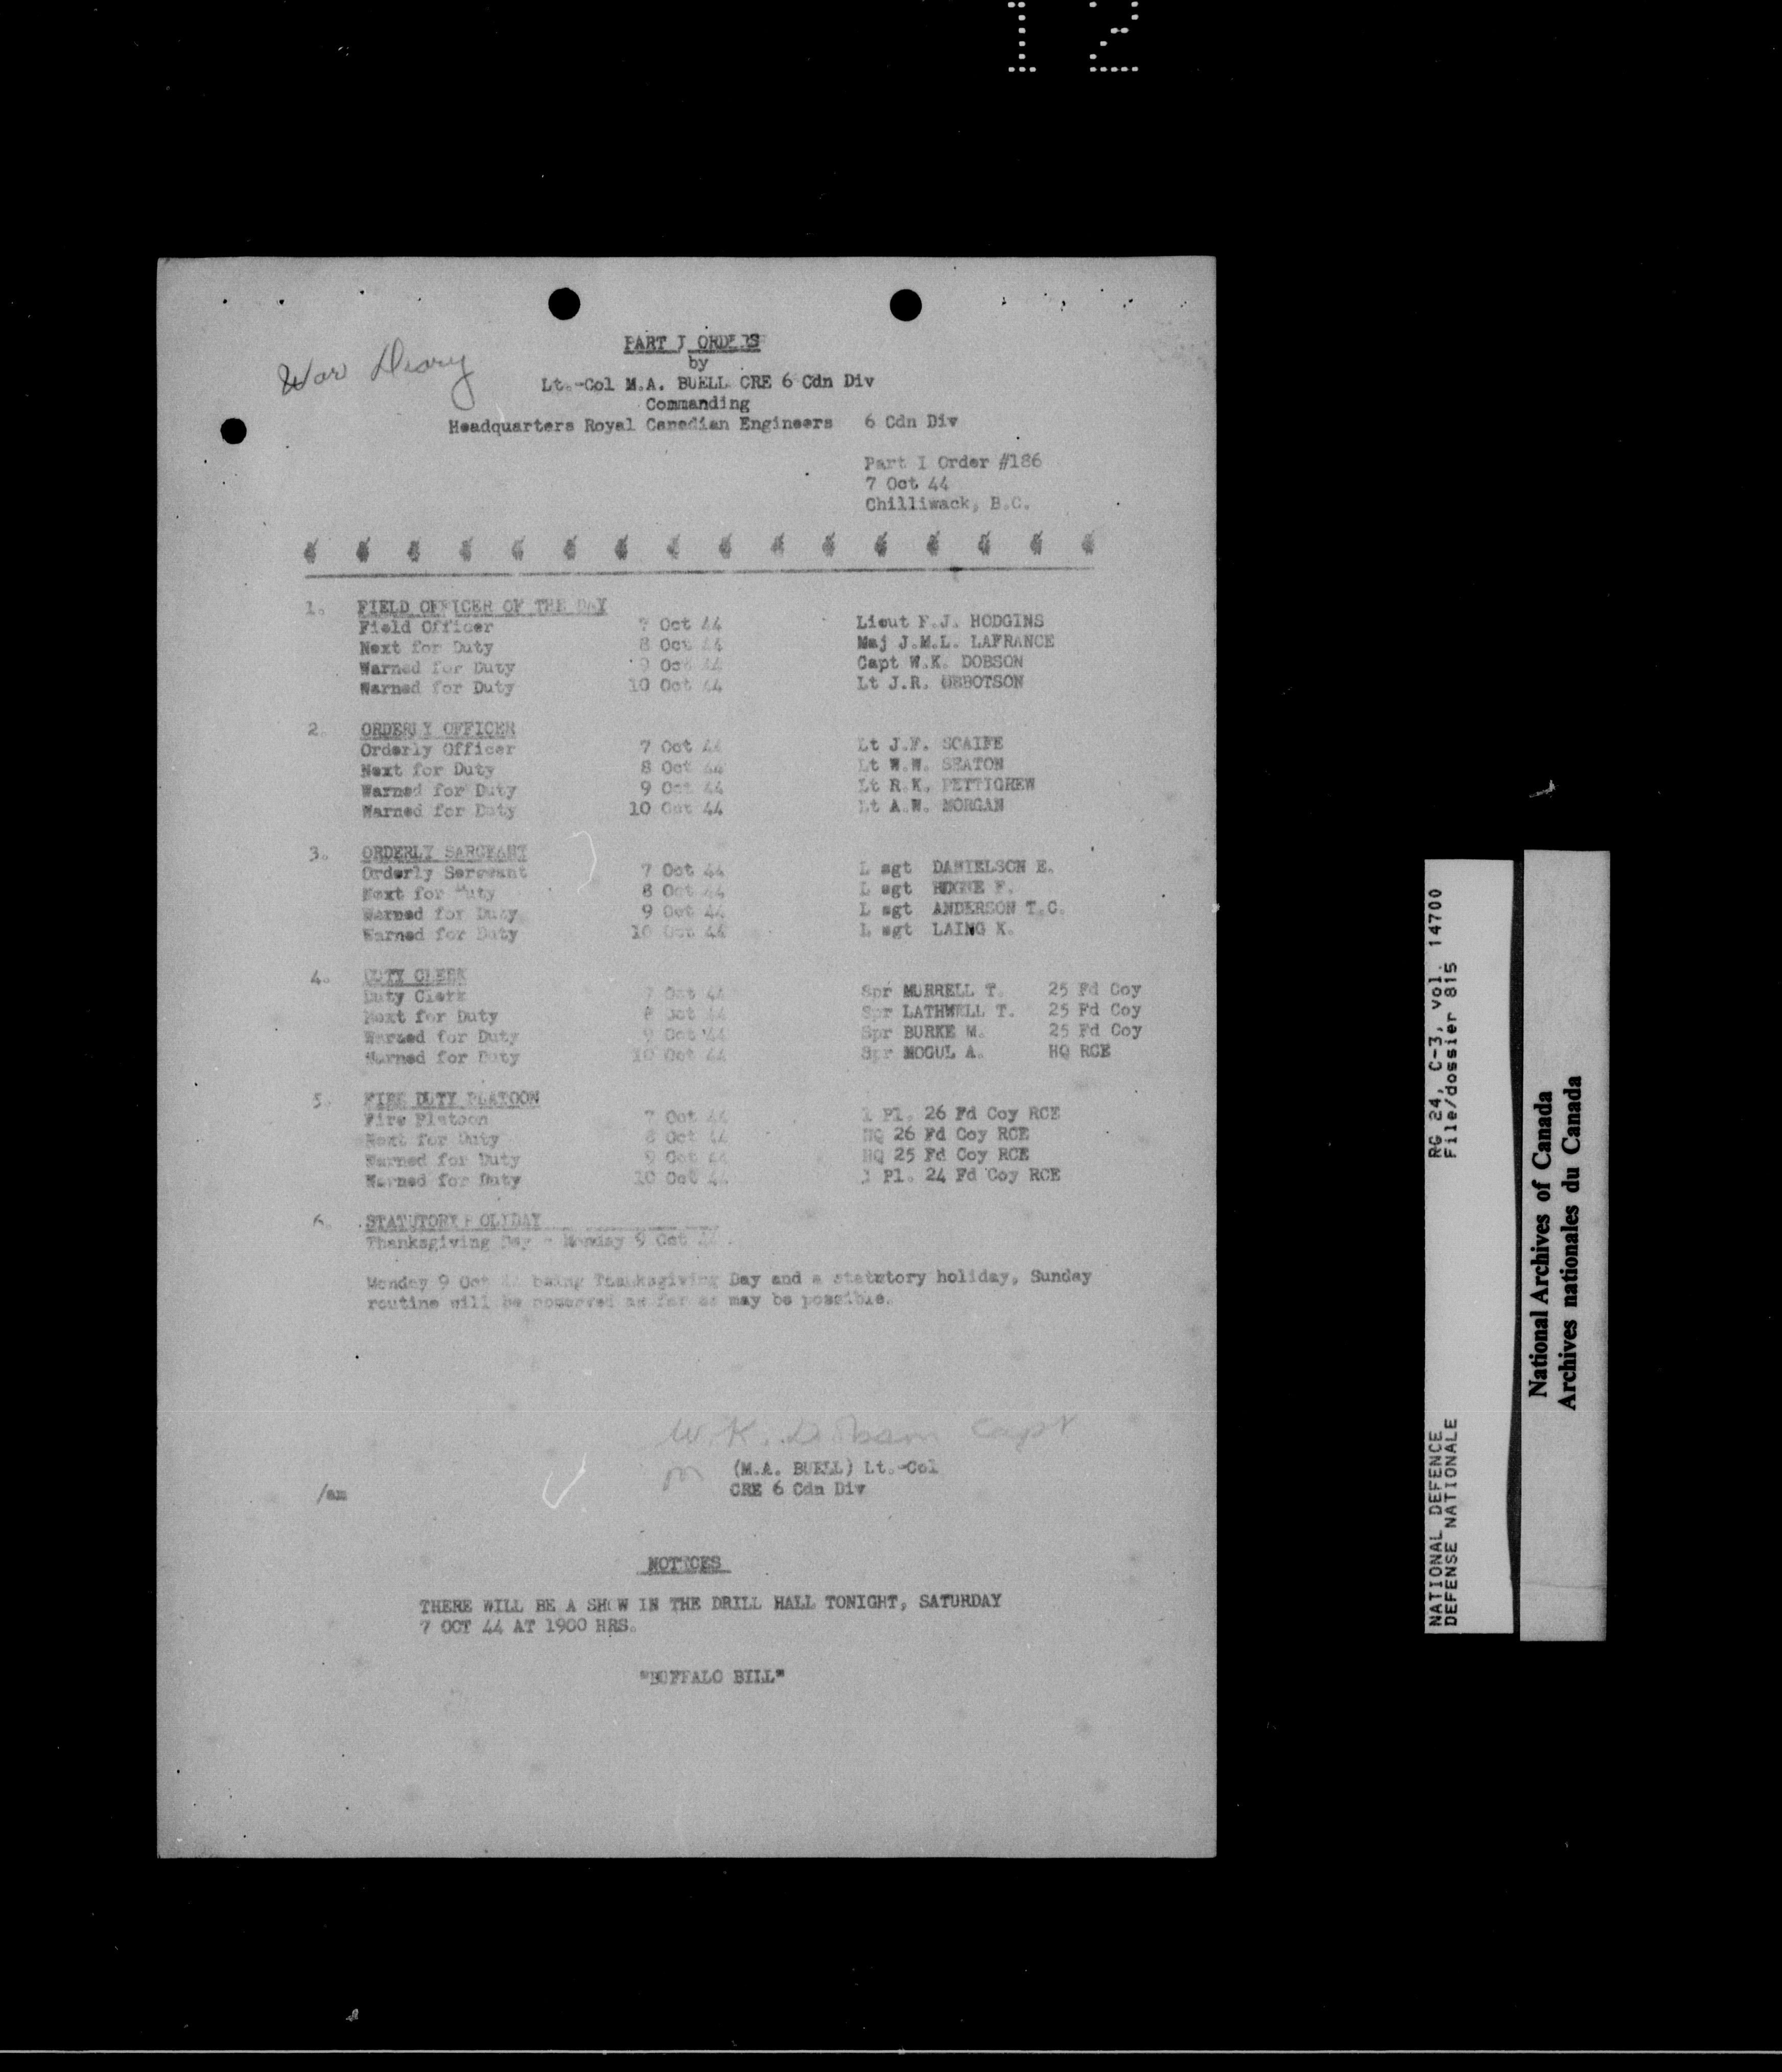 12
War Diary
PART I ORDERS
by
Lt.-Col M.A. BUELL CRE 6 Cdn Div
Commanding
Headquarters Royal Canadian Engineers 6 Cdn Div
Part I Order #186
7 Oct 44
Chilliwack, B.C.
1. FIELD OFFICER OF THE DAY
Field Officer 7 Oct 44 Lieut F.J. HODGINS
Next for Duty 8 Oct 44 Maj J.M.L. LAFRANCE
Warned for Duty 9 Oct 44 Capt W.K. DOBSON
Warned for Duty 10 Oct 44 Lt J.R.
2. ORDERLY OFFICER
Orderly Officer 7 Oct 44 Lt J.F. SCAIFE
Next for Duty 8 Oct 44 Lt W.W. SEATON
Warned for Duty 9 Oct 44 Lt R.K. PETTIGREW
Warned for Duty 10 Oct 44 Lt A.W. MORGAN
3. ORDERLY SARGEANT
Orderly Sergeant 7 Oct 44 L sgt DANIELSON E.
Next for Duty 8 Oct 44 L sgt F.
Warned for Duty 9 Oct 44 L sgt ANDERSON T.C.
Warned for Duty 10 Oct 44 L sgt LAING K.
4. DUTY CLERK
Duty Clerk 7 Oct 44 Spr MURRELL T. 25 Fd Coy
Next for Duty 8 Oct 44 Spr LATHWELL T. 25 Fd Coy
Warned for Duty 9 Oct 44 Spr BURKE M. 25 Fd Coy
Warned for Duty 10 Oct 44 Spr MOGUL A. HQ RCE
5. FIRE DUTY PLATOON
Fire Platoon 7 Oct 44 1 Pl. 26 Fd Coy RCE
Next for Duty 8 Oct 44 HQ 26 Fd Coy RCE
Warned for Duty 9 Oct 44 HQ 25 Fd Coy RCE
Warned for Duty 10 Oct 44 Pl. 24 Fd Coy RCE
6. STATUTORY HOLIDAY
Thanksgiving Day - Monday 9 Oct 44.
Monday 9 Oct 44 being Thanksgiving Day and a statutory holiday, Sunday
routine will be as far as may be possible.
W.K. Dobson Capt
(M.A. BUELL) Lt.-Col
CRE 6 Cdn Div
/am
NOTICES
THERE WILL BE A SHOW IN THE DRILL HALL TONIGHT, SATURDAY
7 OCT 44 AT 1900 HRS.
"BUFFALO BILL"
NATIONAL DEFENCE RG 24, C-3, vol. 14700
DEFENSE NATIONALE File/dossier 815
National Archives of Canada
Archives nationales du Canada